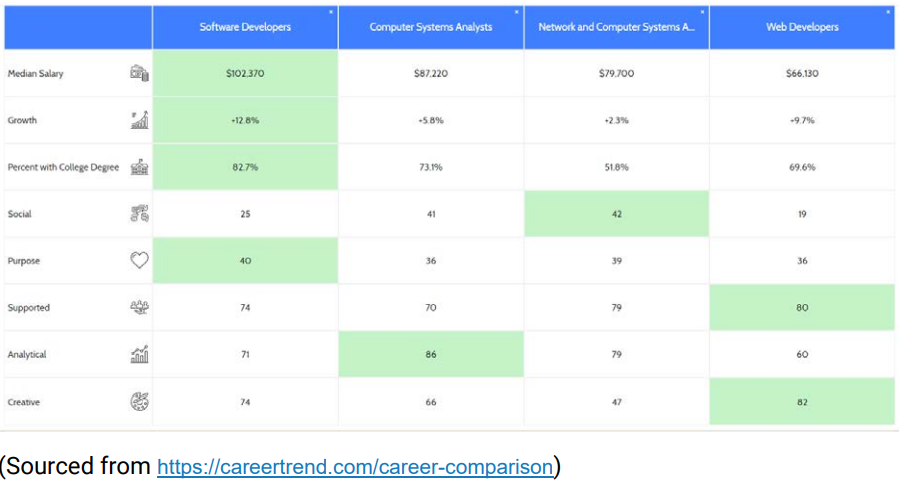 Software Developers Computer Systems Analysts Network and Computer Systems A... Web Developers
Median Salary $102,370 $87,220 $79,700 $66,130
Growth +12.8% +5.8% +2.3% +9.7%
Percent with College Degree 82.7% 73.1% 51.8% 69.6%
Social 25 41 42 19
Purpose 40 36 39 36
Supported 74 70 79 80
Analytical 71 86 79 60
Creative 74 66 47 82
(Sourced from https://careertrend.com/career-comparison)